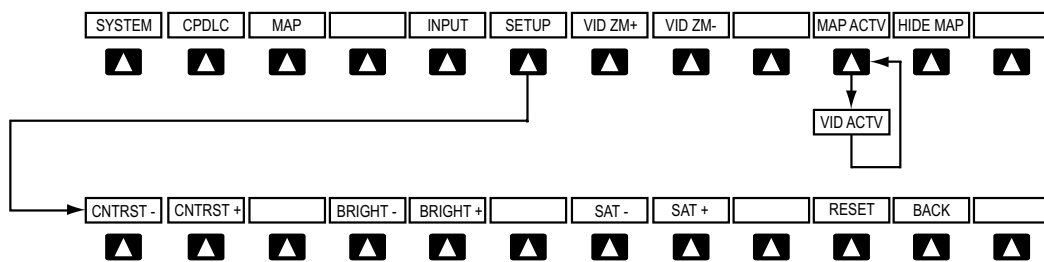 SYSTEM CPDLC MAP INPUT SETUP VID ZM+ VID ZM- MAP ACTV HIDE MAP
VID ACTV
CNTRST - CNTRST + BRIGHT - BRIGHT + SAT - SAT + RESET BACK